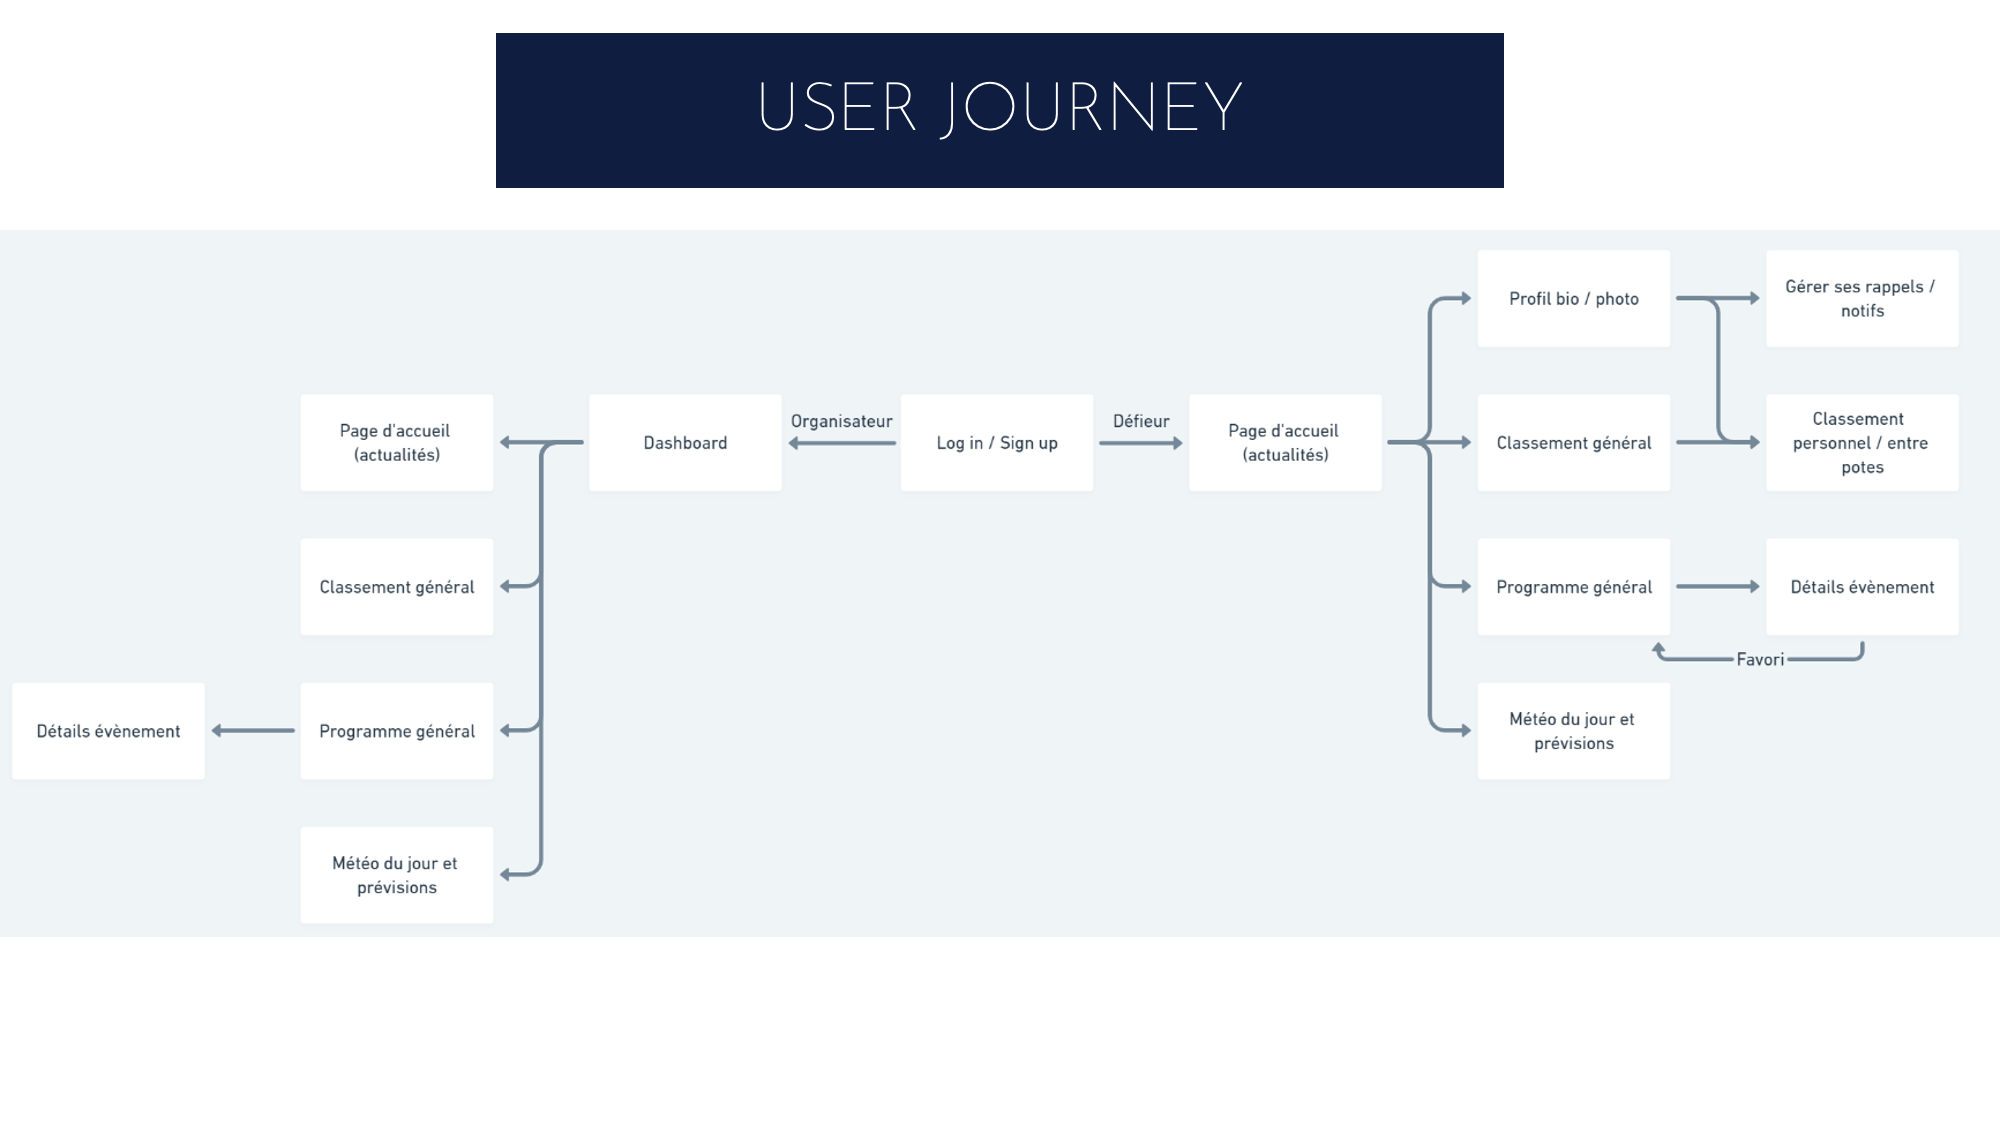 USER JOURNEY
Profil bio / photo
Gérer ses rappels /
notifs
Page d'accueil
(actualités)
Dashboard
Organisateur
Log in / Sign up
Défieur
Page d'accueil
(actualités)
Classement général
Classement
personnel / entre
potes
Classement général
Programme général
Détails évènement
Favori
Détails évènement
Programme général
Météo du jour et
prévisions
Météo du jour et
prévisions